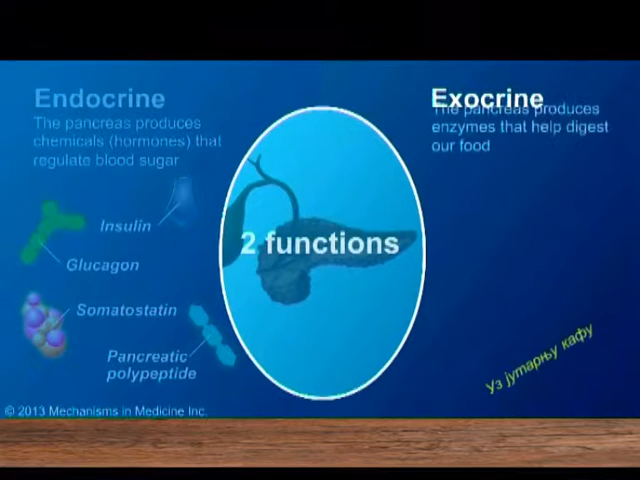 Endocrine
The pancreas produces
chemicals (hormones) that
regulate blood sugar
Insulin
Glucagon
Somatostatin
Pancreatic
polypeptide
2 functions
Exocrine
The pancreas produces
enzymes that help digest
our food
Уз јутарњу кафу
© 2013 Mechanisms in Medicine Inc.